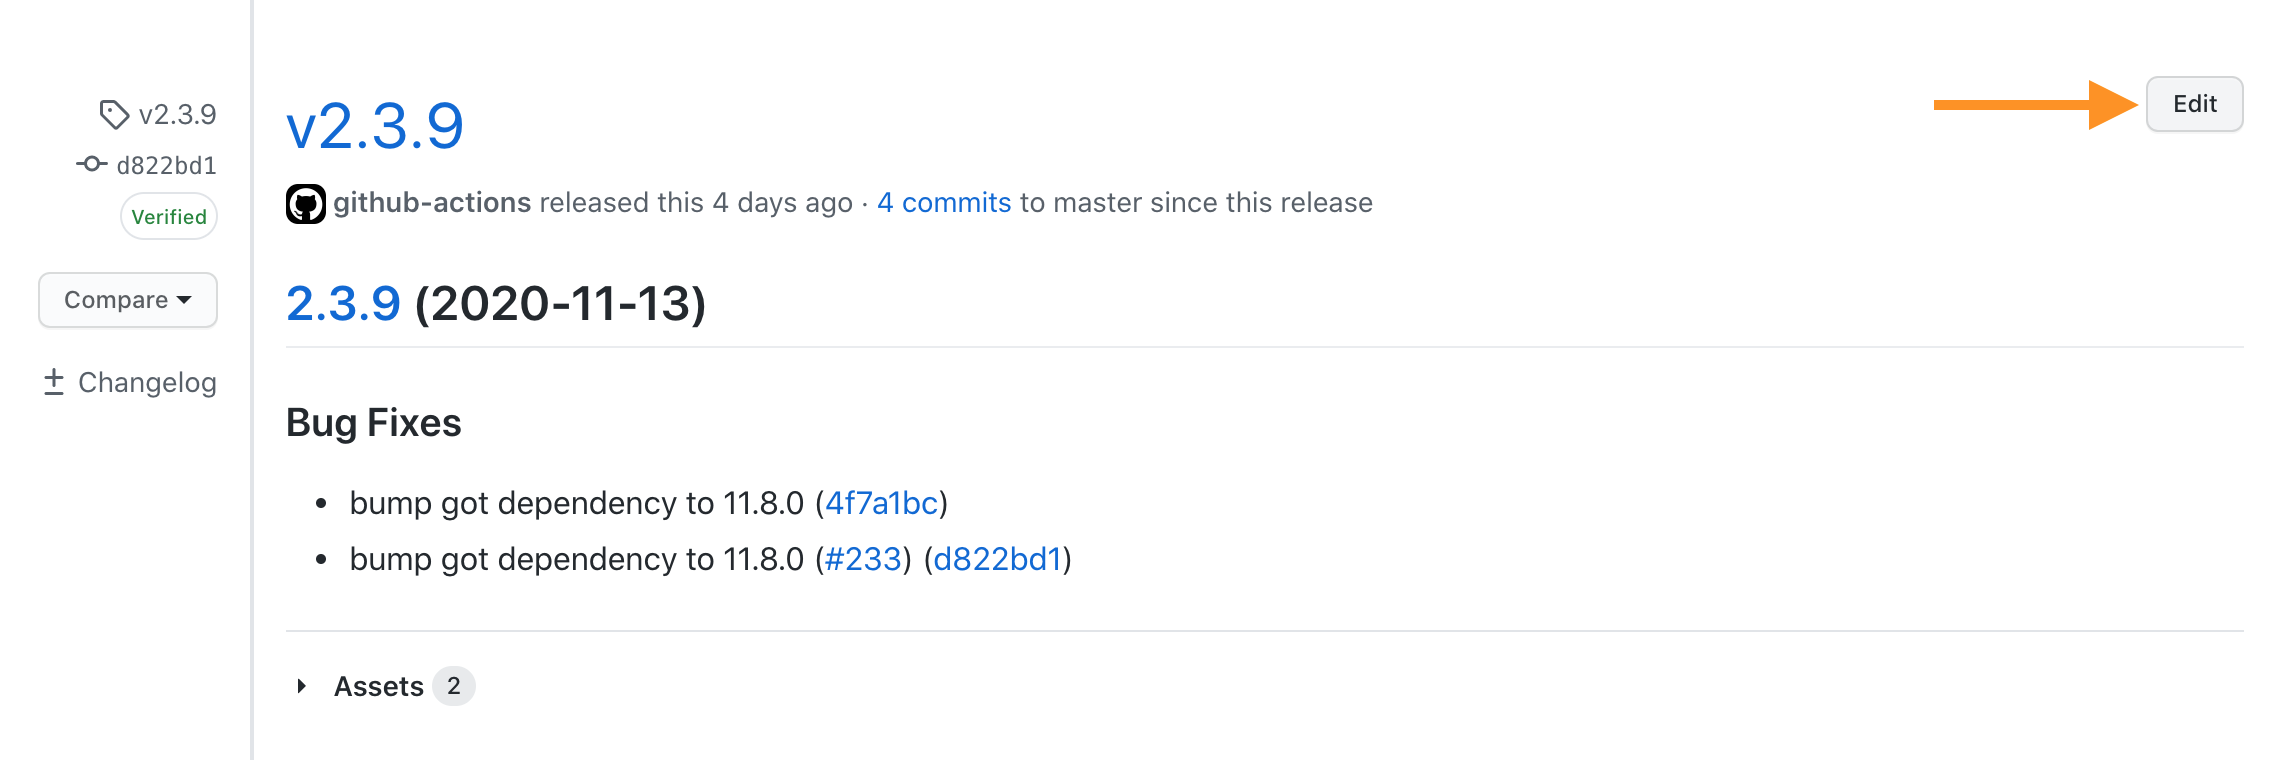 v2.3.9
d822bd1
Verified
Compare
Changelog
v2.3.9
Edit
github-actions released this 4 days ago · 4 commits to master since this release
2.3.9 (2020-11-13)
Bug Fixes
• bump got dependency to 11.8.0 (4f7a1bc)
• bump got dependency to 11.8.0 (#233) (d822bd1)
Assets 2